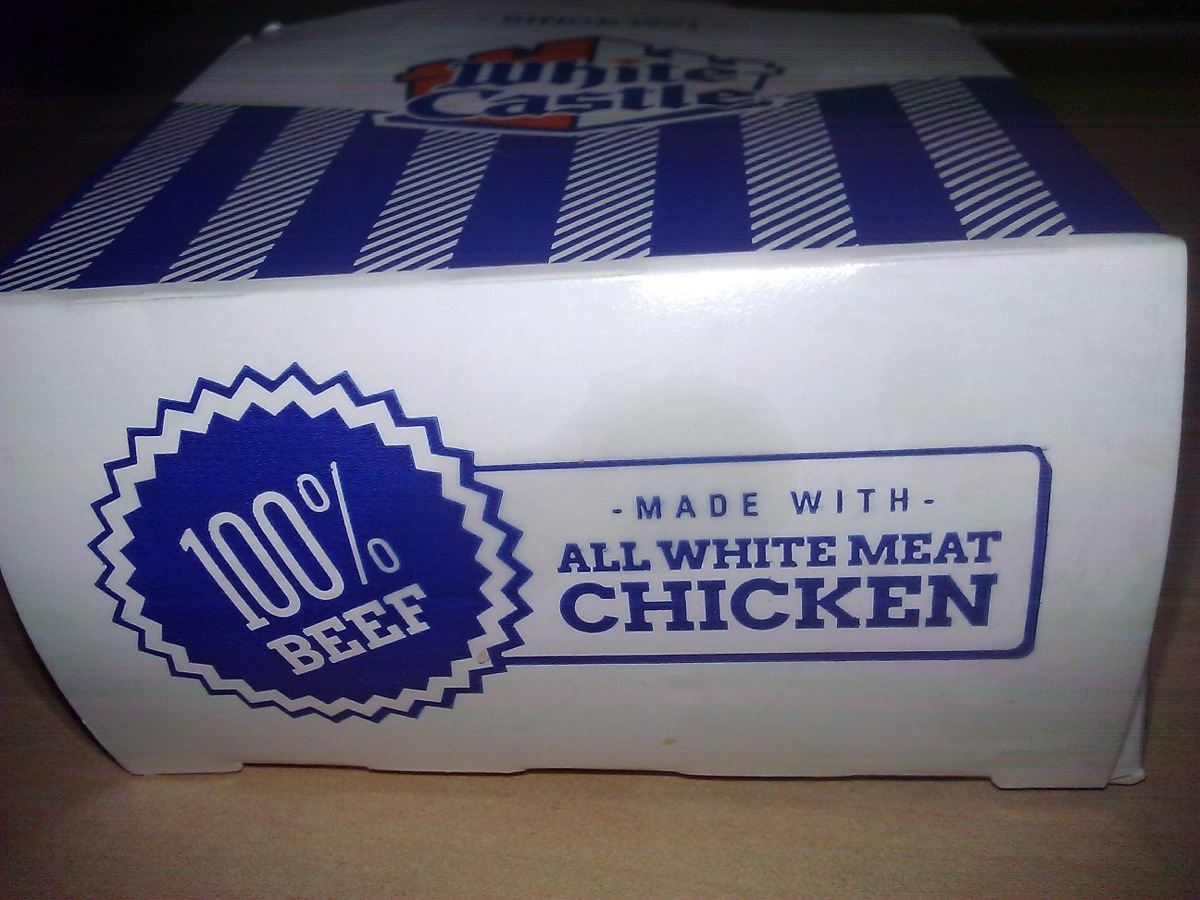 White
Castle
100%
BEEF
-MADE WITH-
ALL WHITE MEAT
CHICKEN